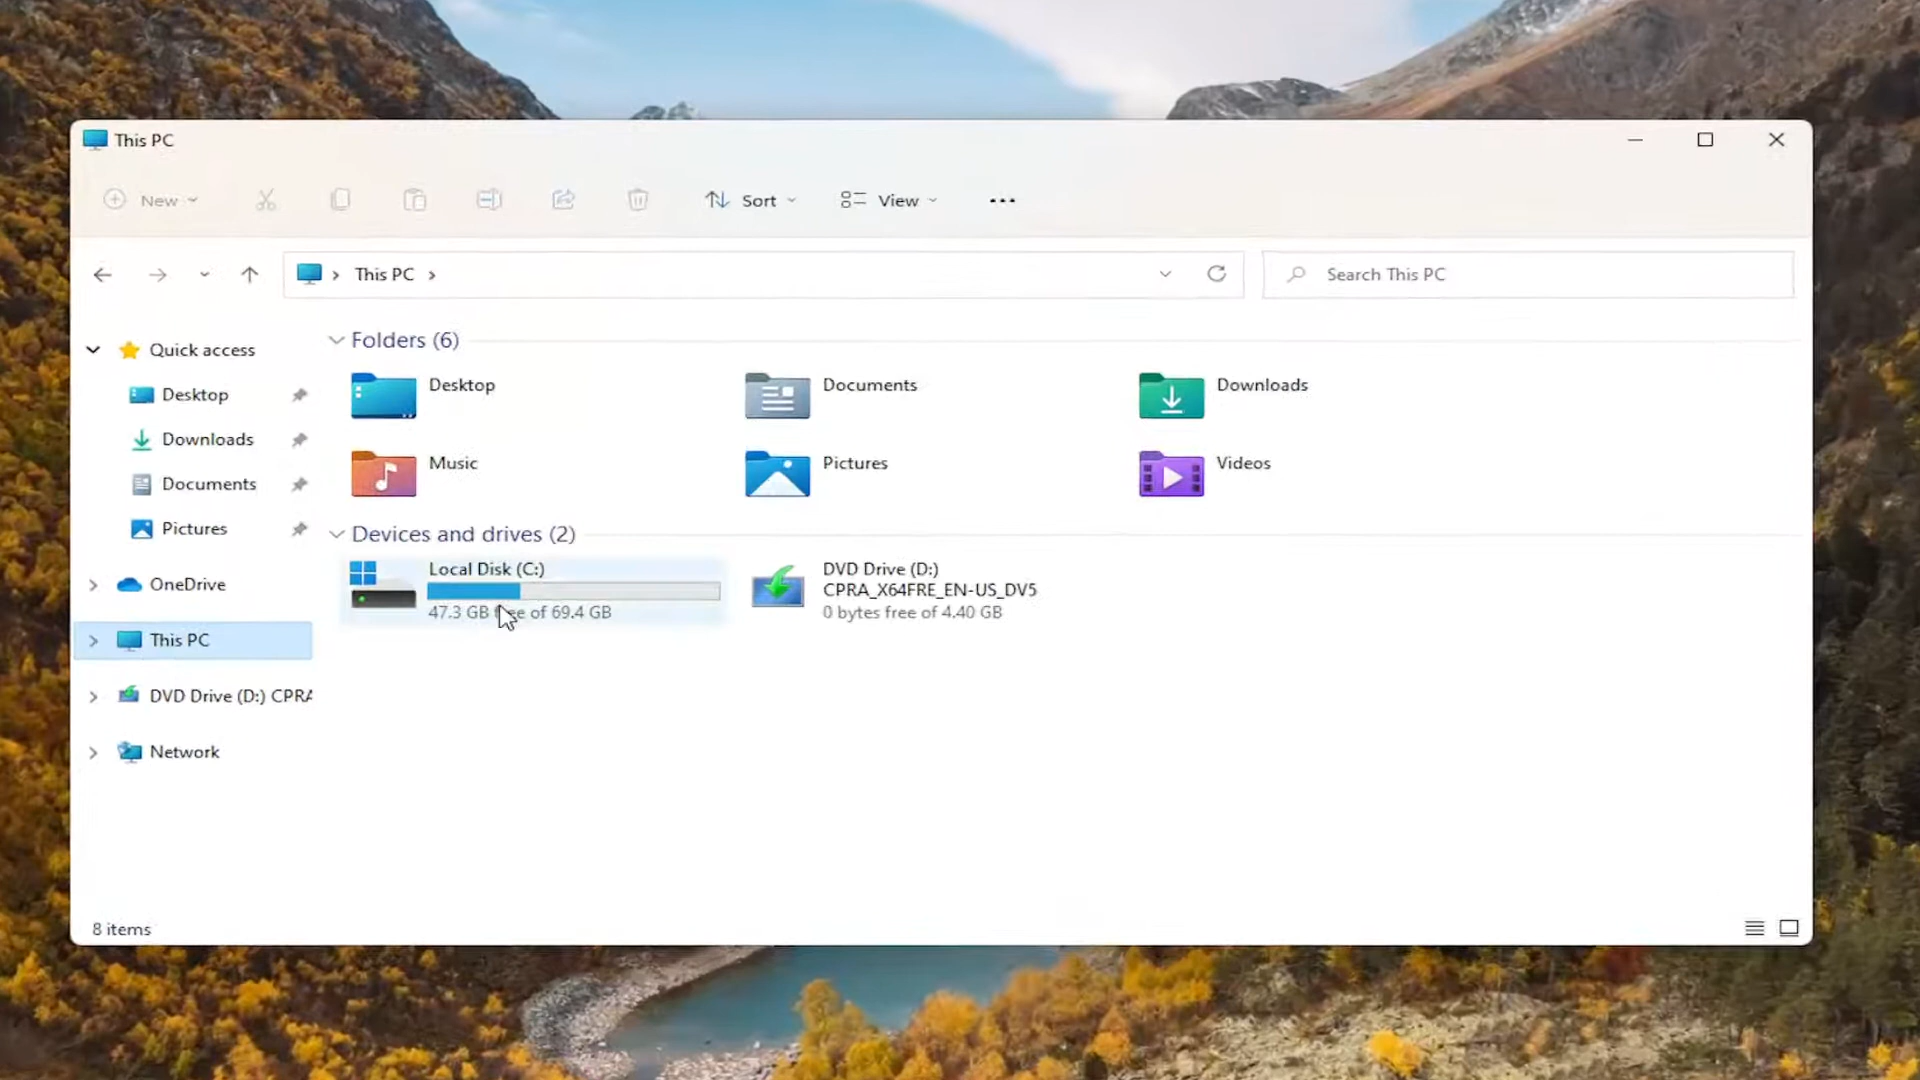 This PC
New
Sort
View
This PC
Search This PC
Quick access
Desktop
Downloads
Documents
Pictures
OneDrive
This PC
DVD Drive (D:) CPRA
Network
Folders (6)
Desktop
Documents
Downloads
Music
Pictures
Videos
Devices and drives (2)
Local Disk (C:)
47.3 GB free of 69.4 GB
DVD Drive (D:)
CPRA_X64FRE_EN-US_DV5
0 bytes free of 4.40 GB
8 items